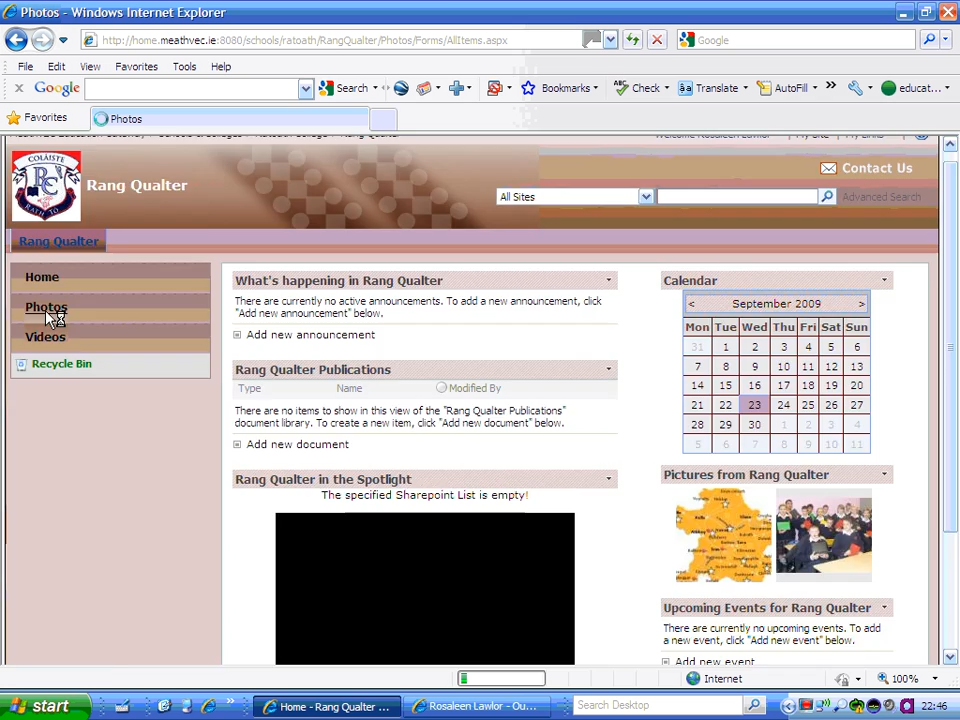 Photos - Windows Internet Explorer
http://home.meathvec.ie:8080/schools/ratoath/RangQualter/Photos/Forms/AllItems.aspx
Google
File Edit View Favorites Tools Help
Google Search Bookmarks Check Translate AutoFill educat...
Favorites Photos
COLÁISTE
RC
RATH TO
Rang Qualter
Contact Us
All Sites Advanced Search
Rang Qualter
Home
Photos
Videos
Recycle Bin
What's happening in Rang Qualter
There are currently no active announcements. To add a new announcement, click
"Add new announcement" below.
Add new announcement
Rang Qualter Publications
Type Name Modified By
There are no items to show in this view of the "Rang Qualter Publications"
document library. To create a new item, click "Add new document" below.
Add new document
Rang Qualter in the Spotlight
The specified Sharepoint List is empty!
Calendar
< September 2009 >
Mon Tue Wed Thu Fri Sat Sun
31 1 2 3 4 5 6
7 8 9 10 11 12 13
14 15 16 17 18 19 20
21 22 23 24 25 26 27
28 29 30 1 2 3 4
5 6 7 8 9 10 11
Pictures from Rang Qualter
Upcoming Events for Rang Qualter
There are currently no upcoming events. To add
a new event, click "Add new event" below.
Add new event
Internet 100%
start Home - Rang Qualter ... Rosaleen Lawlor - Ou... Search Desktop 22:46